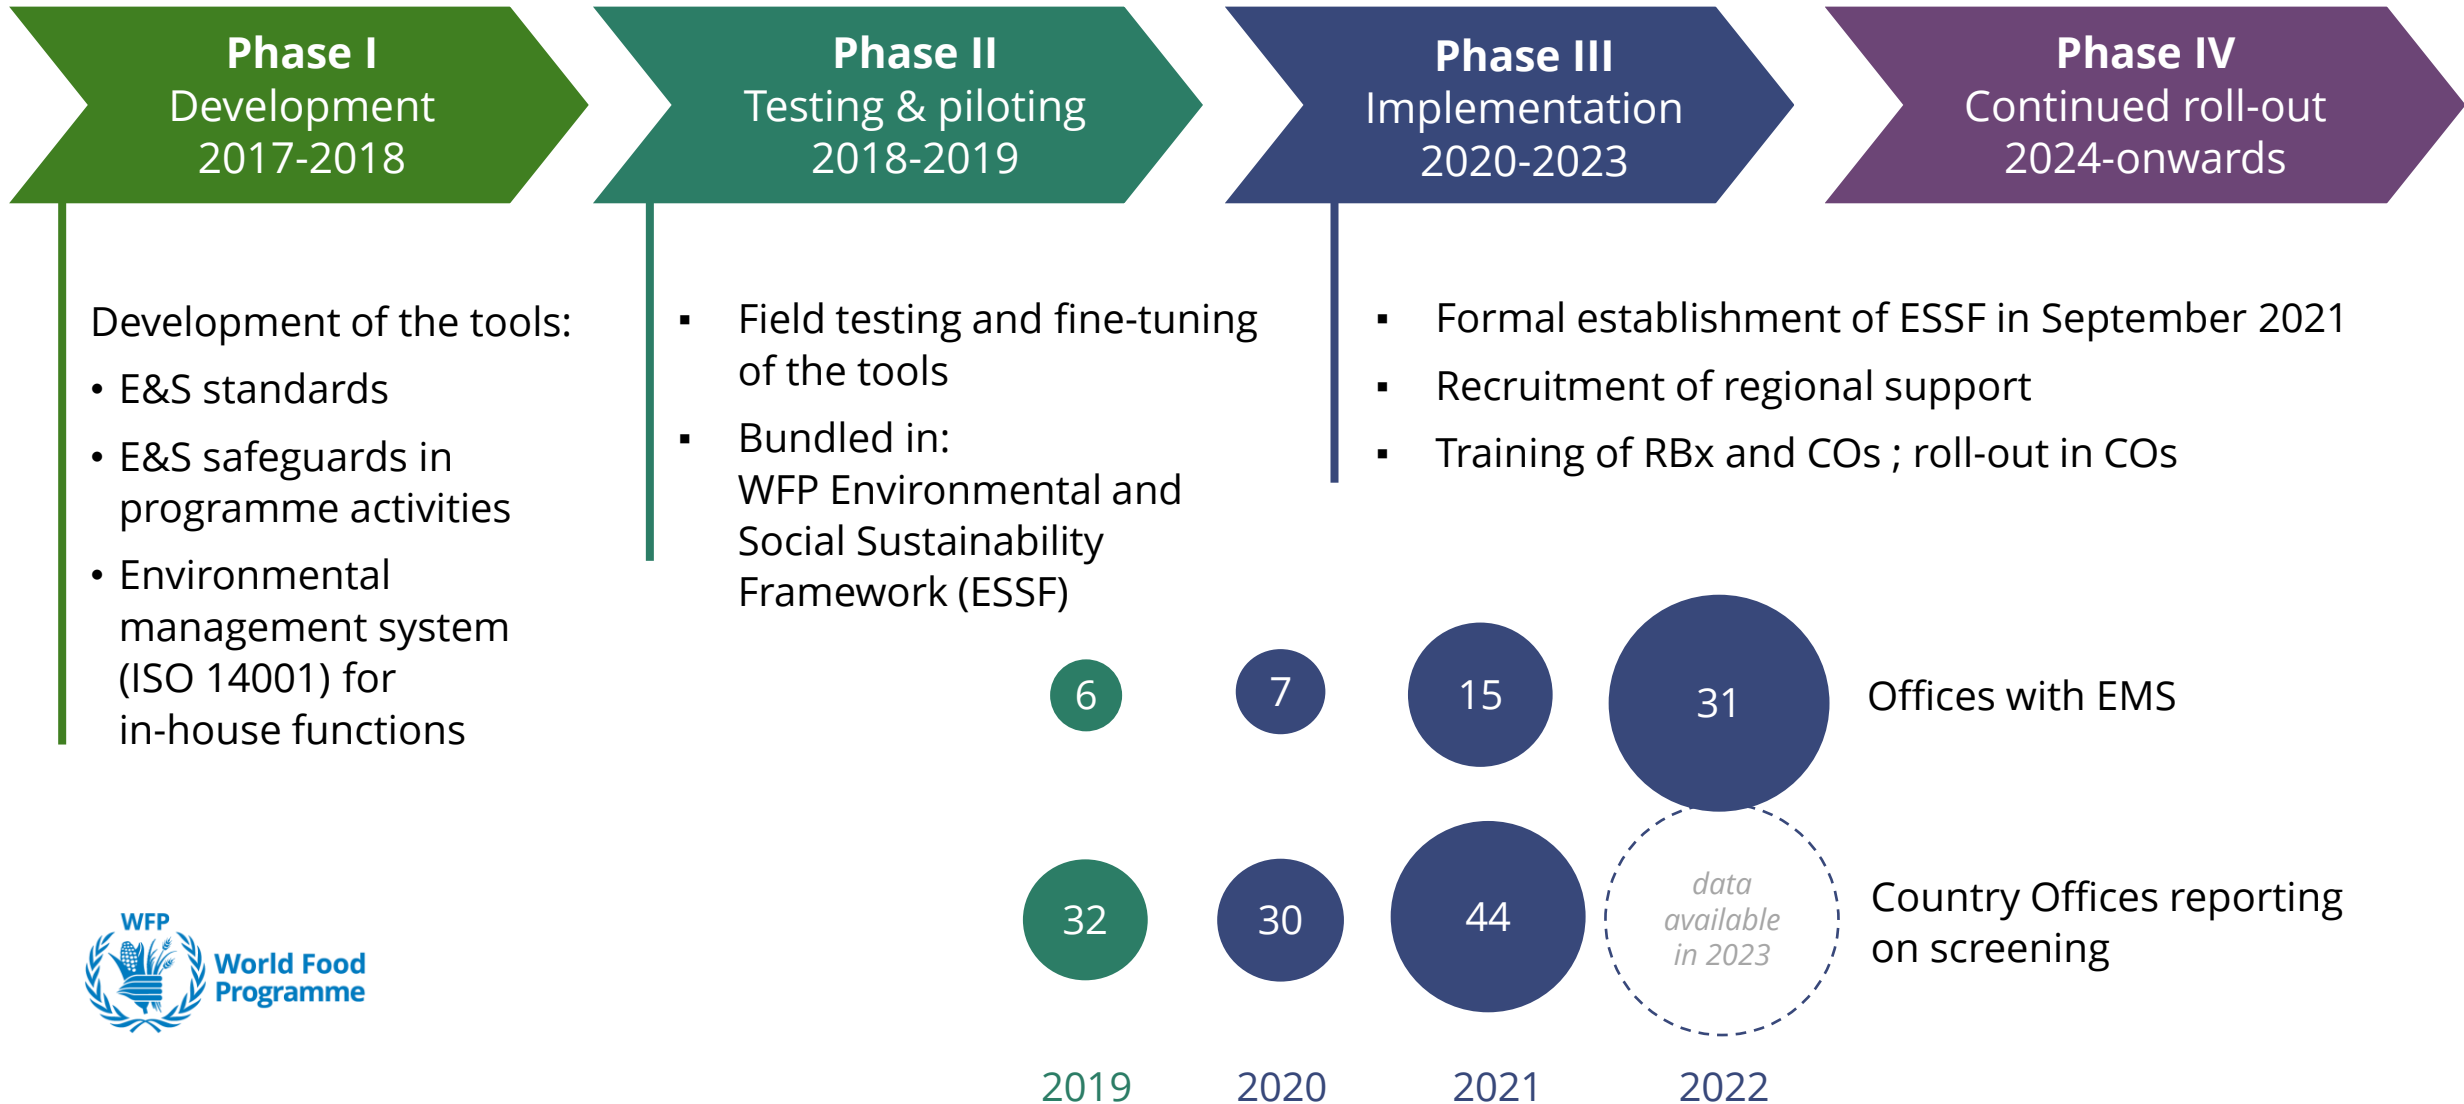 Phase I
Development
2017-2018
Phase II
Testing & piloting
2018-2019
Phase III
Implementation
2020-2023
Phase IV
Continued roll-out
2024-onwards
Development of the tools:
• E&S standards
• E&S safeguards in
programme activities
• Environmental
management system
(ISO 14001) for
in-house functions
▪ Field testing and fine-tuning
of the tools
▪ Bundled in:
WFP Environmental and
Social Sustainability
Framework (ESSF)
▪ Formal establishment of ESSF in September 2021
▪ Recruitment of regional support
▪ Training of RBx and COs ; roll-out in COs
6
7
15
31
Offices with EMS
32
30
44
data
available
in 2023
Country Offices reporting
on screening
2019
2020
2021
2022
WFP
World Food
Programme